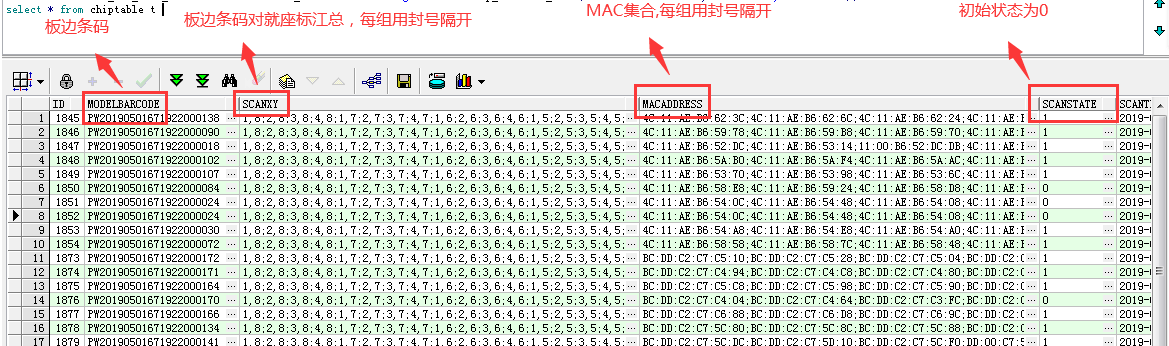 select * from chiptable t
板边条码
板边条码对就座标江总，每组用封号隔开
MAC集合,每组用封号隔开
初始状态为0
ID MODELBARCODE SCANXY MACADDRESS SCANSTATE SCANTI
1 1845 PW20190501671922000138 ··· 1,8;2,8;3,8;4,8;1,7;2,7;3,7;4,7;1,6;2,6;3,6;4,6;1,5;2,5;3,5;4,5; ··· 4C:11:AE:B6:62:3C;4C:11:AE:B6:62:6C;4C:11:AE:B6:62:24;4C:11:AE:E ··· 1 ··· 2019-
2 1846 PW20190501671922000090 ··· 1,8;2,8;3,8;4,8;1,7;2,7;3,7;4,7;1,6;2,6;3,6;4,6;1,5;2,5;3,5;4,5; ··· 4C:11:AE:B6:59:78;4C:11:AE:B6:59:B8;4C:11:AE:B6:59:70;4C:11:AE:E ··· 1 ··· 2019-
3 1847 PW20190501671922000018 ··· 1,8;2,8;3,8;4,8;1,7;2,7;3,7;4,7;1,6;2,6;3,6;4,6;1,5;2,5;3,5;4,5; ··· 4C:11:AE:B6:52:DC;4C:11:AE:B6:53:14;11:00:B6:52:DC:DB;4C:11:AE:E ··· 1 ··· 2019-
4 1848 PW20190501671922000102 ··· 1,8;2,8;3,8;4,8;1,7;2,7;3,7;4,7;1,6;2,6;3,6;4,6;1,5;2,5;3,5;4,5; ··· 4C:11:AE:B6:5A:B0;4C:11:AE:B6:5A:F4;4C:11:AE:B6:5A:AC;4C:11:AE:E ··· 1 ··· 2019-
5 1849 PW20190501671922000107 ··· 1,8;2,8;3,8;4,8;1,7;2,7;3,7;4,7;1,6;2,6;3,6;4,6;1,5;2,5;3,5;4,5; ··· 4C:11:AE:B6:53:70;4C:11:AE:B6:53:98;4C:11:AE:B6:53:6C;4C:11:AE:E ··· 1 ··· 2019-
6 1850 PW20190501671922000084 ··· 1,8;2,8;3,8;4,8;1,7;2,7;3,7;4,7;1,6;2,6;3,6;4,6;1,5;2,5;3,5;4,5; ··· 4C:11:AE:B6:58:E8;4C:11:AE:B6:59:24;4C:11:AE:B6:58:D8;4C:11:AE:E ··· 0 ··· 2019-
7 1851 PW20190501671922000024 ··· 1,8;2,8;3,8;4,8;1,7;2,7;3,7;4,7;1,6;2,6;3,6;4,6;1,5;2,5;3,5;4,5; ··· 4C:11:AE:B6:54:0C;4C:11:AE:B6:54:48;4C:11:AE:B6:54:08;4C:11:AE:E ··· 0 ··· 2019-
8 1852 PW20190501671922000024 ··· 1,8;2,8;3,8;4,8;1,7;2,7;3,7;4,7;1,6;2,6;3,6;4,6;1,5;2,5;3,5;4,5; ··· 4C:11:AE:B6:54:0C;4C:11:AE:B6:54:48;4C:11:AE:B6:54:08;4C:11:AE:E ··· 0 ··· 2019-
9 1853 PW20190501671922000030 ··· 1,8;2,8;3,8;4,8;1,7;2,7;3,7;4,7;1,6;2,6;3,6;4,6;1,5;2,5;3,5;4,5; ··· 4C:11:AE:B6:54:A8;4C:11:AE:B6:54:E8;4C:11:AE:B6:54:A0;4C:11:AE:E ··· 1 ··· 2019-
10 1854 PW20190501671922000072 ··· 1,8;2,8;3,8;4,8;1,7;2,7;3,7;4,7;1,6;2,6;3,6;4,6;1,5;2,5;3,5;4,5; ··· 4C:11:AE:B6:58:58;4C:11:AE:B6:58:7C;4C:11:AE:B6:58:48;4C:11:AE:E ··· 1 ··· 2019-
11 1873 PW20190501671922000172 ··· 1,8;2,8;3,8;4,8;1,7;2,7;3,7;4,7;1,6;2,6;3,6;4,6;1,5;2,5;3,5;4,5; ··· BC:DD:C2:C7:C5:10;BC:DD:C2:C7:C5:28;BC:DD:C2:C7:C5:04;BC:DD:C2:C ··· 1 ··· 2019-
12 1874 PW20190501671922000171 ··· 1,8;2,8;3,8;4,8;1,7;2,7;3,7;4,7;1,6;2,6;3,6;4,6;1,5;2,5;3,5;4,5; ··· BC:DD:C2:C7:C4:94;BC:DD:C2:C7:C4:C8;BC:DD:C2:C7:C4:80;BC:DD:C2:C ··· 1 ··· 2019-
13 1875 PW20190501671922000164 ··· 1,8;2,8;3,8;4,8;1,7;2,7;3,7;4,7;1,6;2,6;3,6;4,6;1,5;2,5;3,5;4,5; ··· BC:DD:C2:C7:C5:C8;BC:DD:C2:C7:C5:98;BC:DD:C2:C7:C5:90;BC:DD:C2:C ··· 1 ··· 2019-
14 1876 PW20190501671922000170 ··· 1,8;2,8;3,8;4,8;1,7;2,7;3,7;4,7;1,6;2,6;3,6;4,6;1,5;2,5;3,5;4,5; ··· BC:DD:C2:C7:C4:04;BC:DD:C2:C7:C4:64;BC:DD:C2:C7:C3:FC;BC:DD:C2:C ··· 0 ··· 2019-
15 1877 PW20190501671922000166 ··· 1,8;2,8;3,8;4,8;1,7;2,7;3,7;4,7;1,6;2,6;3,6;4,6;1,5;2,5;3,5;4,5; ··· BC:DD:C2:C7:C6:88;BC:DD:C2:C7:C6:D8;BC:DD:C2:C7:C6:9C;BC:DD:C2:C ··· 1 ··· 2019-
16 1878 PW20190501671922000134 ··· 1,8;2,8;3,8;4,8;1,7;2,7;3,7;4,7;1,6;2,6;3,6;4,6;1,5;2,5;3,5;4,5; ··· BC:DD:C2:C7:5C:80;BC:DD:C2:C7:5C:8C;BC:DD:C2:C7:5C:88;BC:DD:C2:C ··· 1 ··· 2019-
17 1879 PW20190501671922000141 ··· 1,8;2,8;3,8;4,8;1,7;2,7;3,7;4,7;1,6;2,6;3,6;4,6;1,5;2,5;3,5;4,5; ··· ··· 1 ··· 2019-